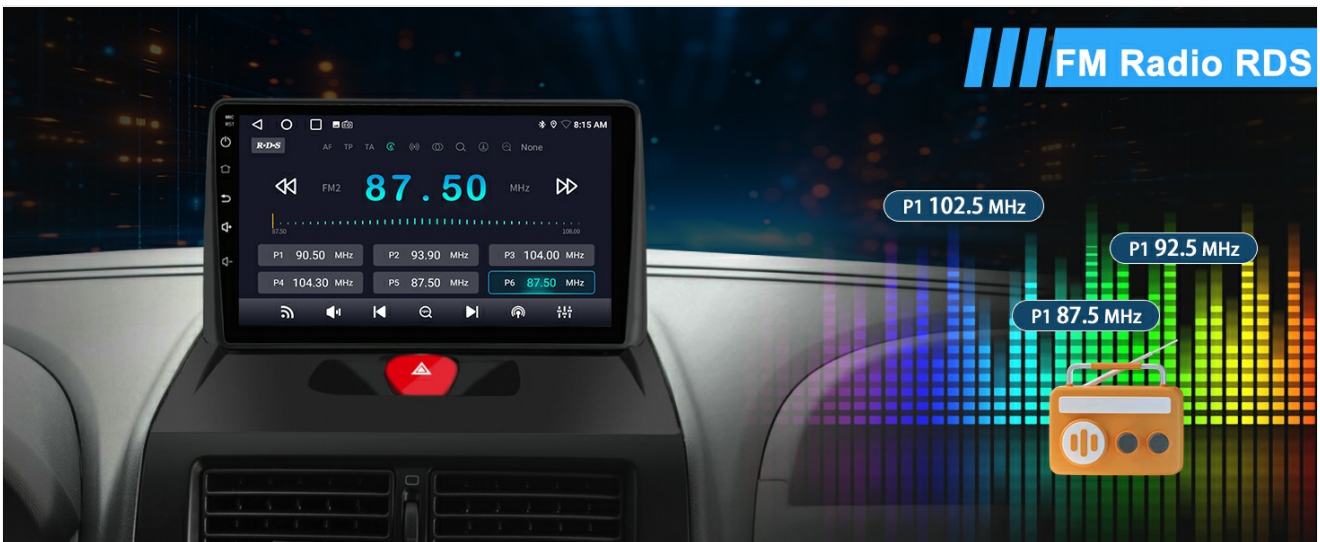 FM Radio RDS
MIC
RST
8:15 AM
R·D·S AF TP TA None
FM2 87.50 MHz
87.50 108.00
P1 90.50 MHz P2 93.90 MHz P3 104.00 MHz
P4 104.30 MHz P5 87.50 MHz P6 87.50 MHz
P1 102.5 MHz
P1 92.5 MHz
P1 87.5 MHz